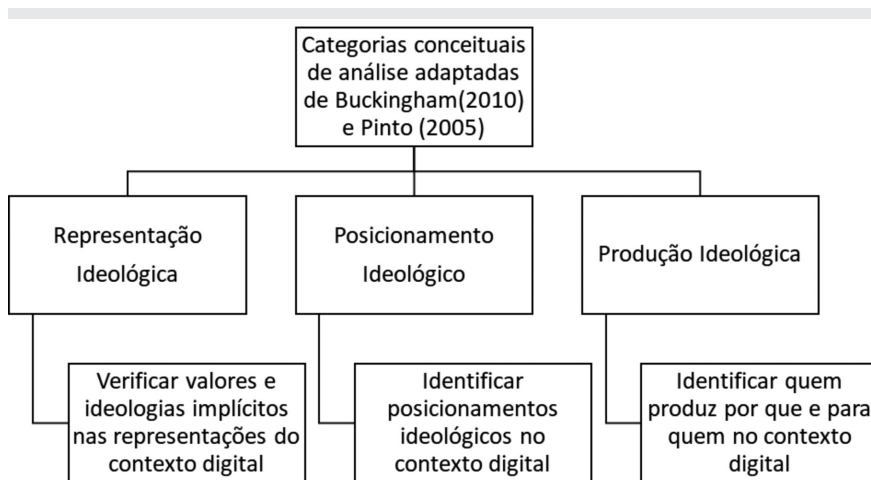 Categorias conceituais
de análise adaptadas
de Buckingham(2010)
e Pinto (2005)
Representação
Ideológica
Posicionamento
Ideológico
Produção Ideológica
Verificar valores e
ideologias implícitos
nas representações do
contexto digital
Identificar
posicionamentos
ideológicos no
contexto digital
Identificar quem
produz por que e para
quem no contexto
digital